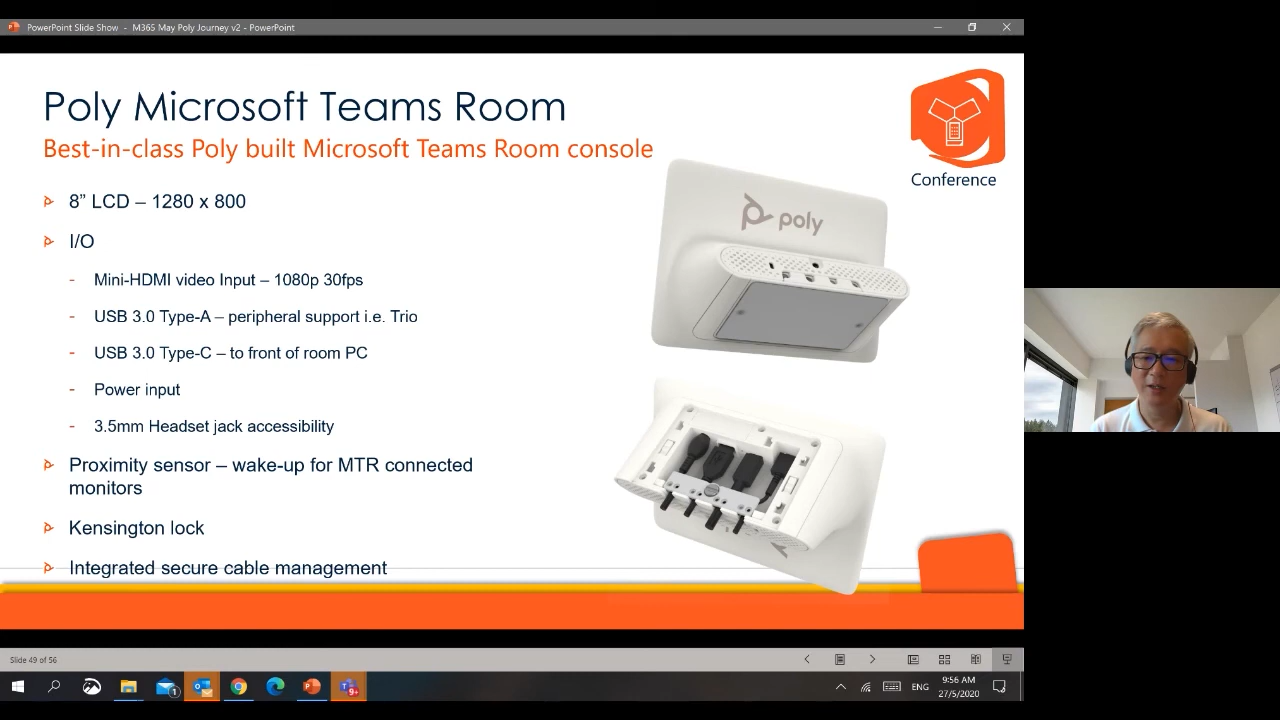 PowerPoint Slide Show - M365 May Poly Journey v2 - PowerPoint
Poly Microsoft Teams Room
Best-in-class Poly built Microsoft Teams Room console
Conference
8” LCD – 1280 x 800
I/O
- Mini-HDMI video Input – 1080p 30fps
- USB 3.0 Type-A – peripheral support i.e. Trio
- USB 3.0 Type-C – to front of room PC
- Power input
- 3.5mm Headset jack accessibility
Proximity sensor – wake-up for MTR connected
monitors
Kensington lock
Integrated secure cable management
poly
Slide 49 of 56
1
9+
ENG
9:56 AM
27/5/2020